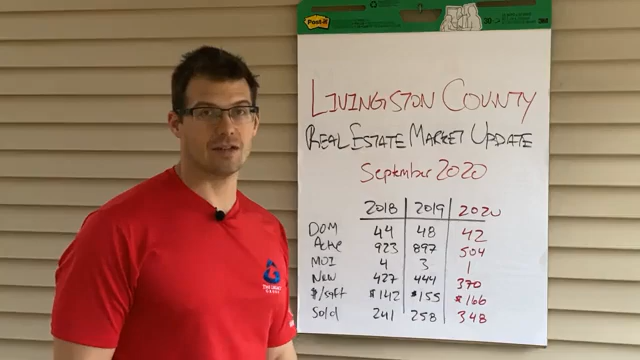 Post-it
3M
LIVINGSTON COUNTY
REAL ESTATE MARKET UPDATE
September 2020
2018 2019 2020
DOM 44 48 42
Active 923 897 504
MOI 4 3 1
New 427 444 370
$/sqft $142 $155 $166
Sold 241 258 348